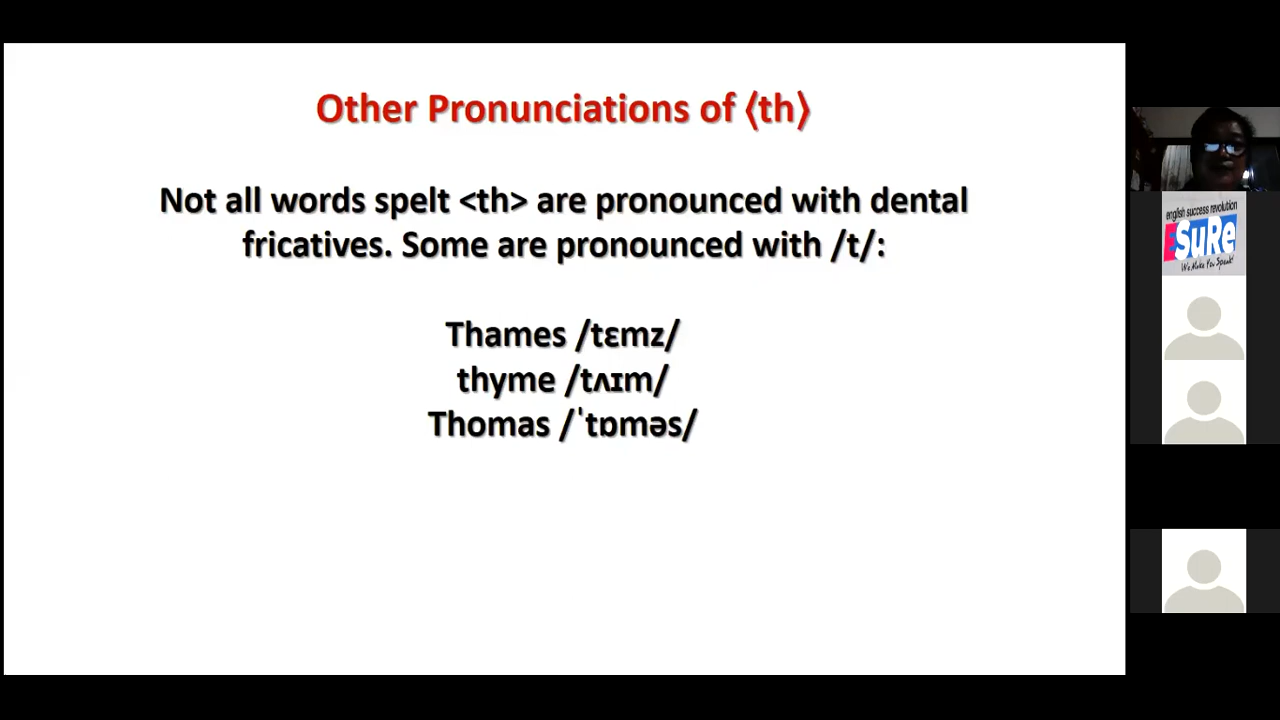 Other Pronunciations of ⟨th⟩
Not all words spelt <th> are pronounced with dental
fricatives. Some are pronounced with /t/:
Thames /tɛmz/
thyme /tʌɪm/
Thomas /ˈtɒməs/
english success revolution
ESuRe
We Make You Speak!